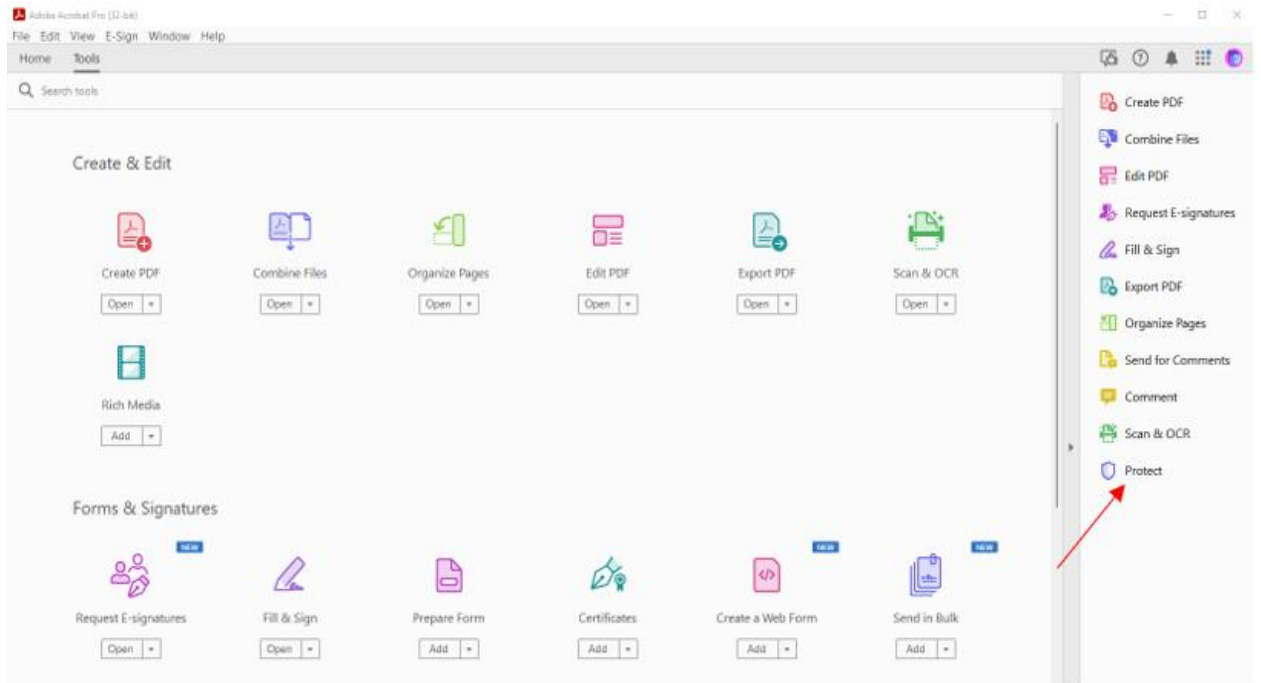 Adobe Acrobat Pro (32-bit)
File Edit View E-Sign Window Help
Home Tools
Search tools
Create & Edit
Create PDF Combine Files Organize Pages Edit PDF Export PDF Scan & OCR
Open Open Open Open Open Open
Rich Media
Add
Forms & Signatures
NEW NEW NEW
Request E-signatures Fill & Sign Prepare Form Certificates Create a Web Form Send in Bulk
Open Open Add Add Add Add
Create PDF
Combine Files
Edit PDF
Request E-signatures
Fill & Sign
Export PDF
Organize Pages
Send for Comments
Comment
Scan & OCR
Protect